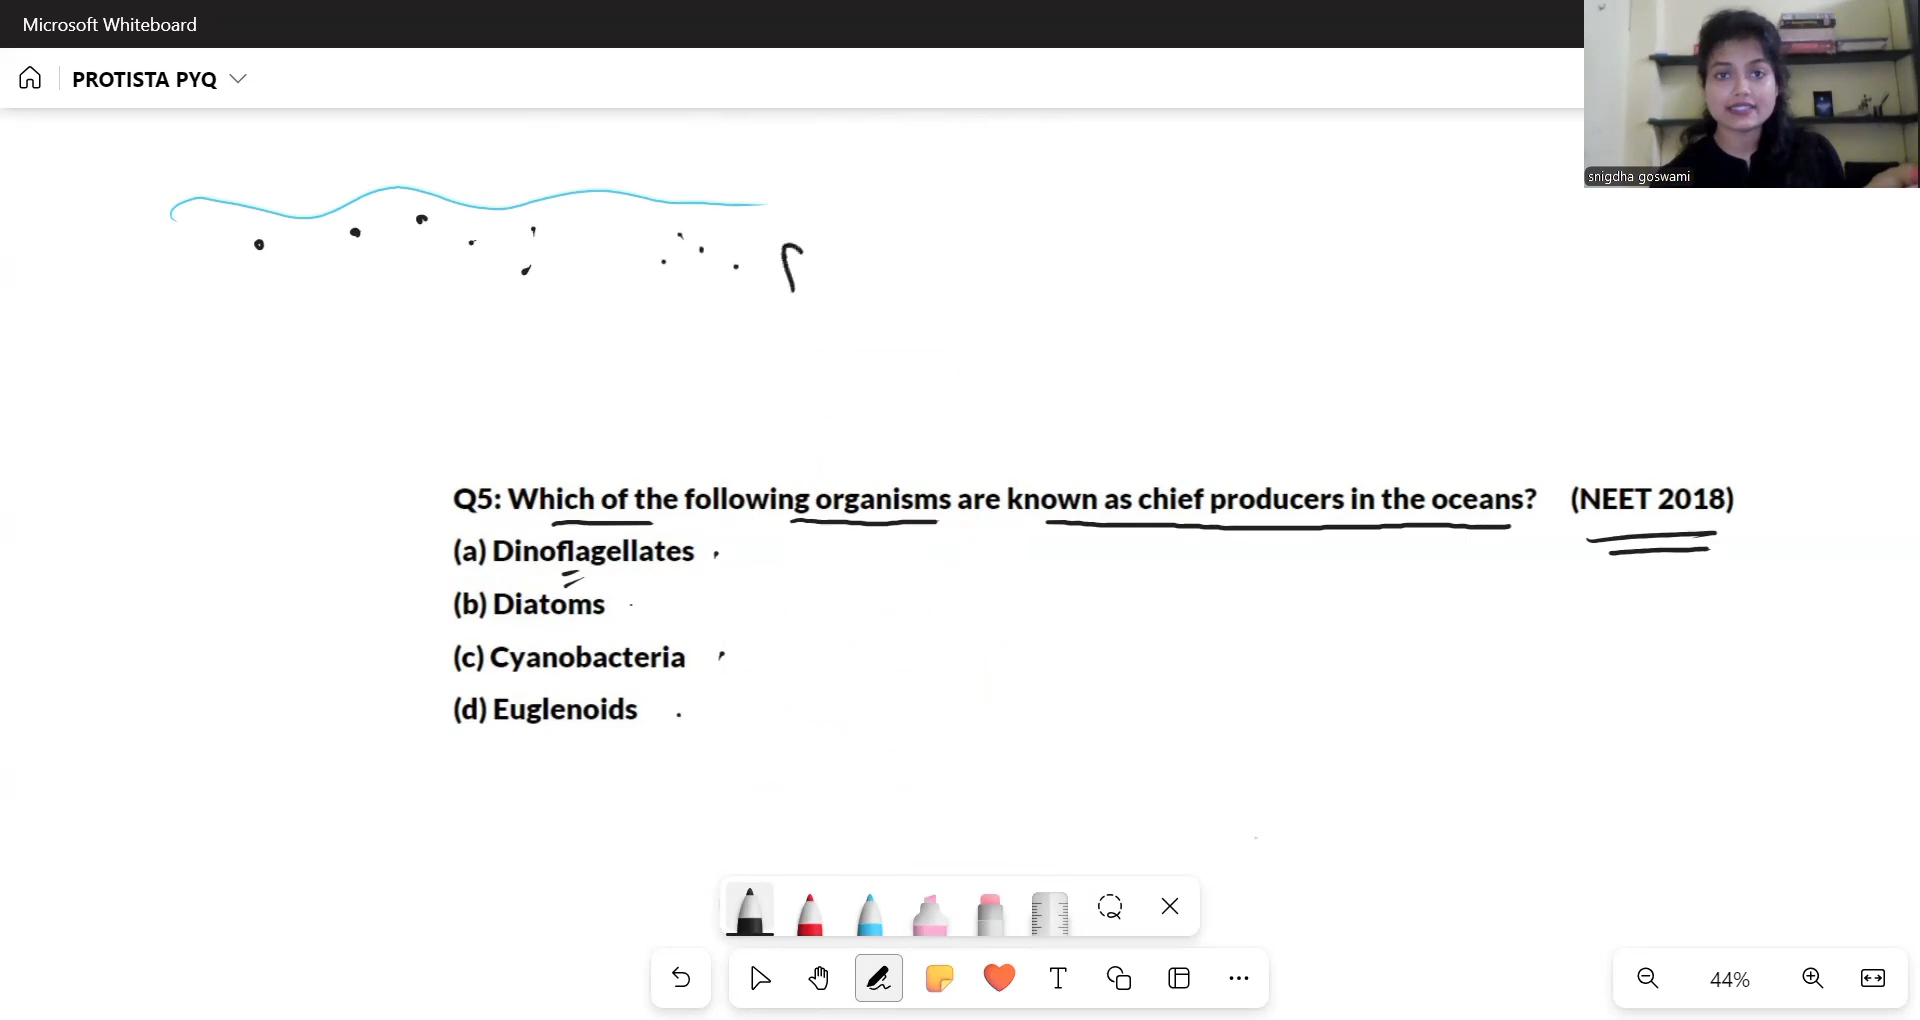 Microsoft Whiteboard
PROTISTA PYQ
snigdha goswami
Q5: Which of the following organisms are known as chief producers in the oceans? (NEET 2018)
(a) Dinoflagellates
(b) Diatoms
(c) Cyanobacteria
(d) Euglenoids
T
44%